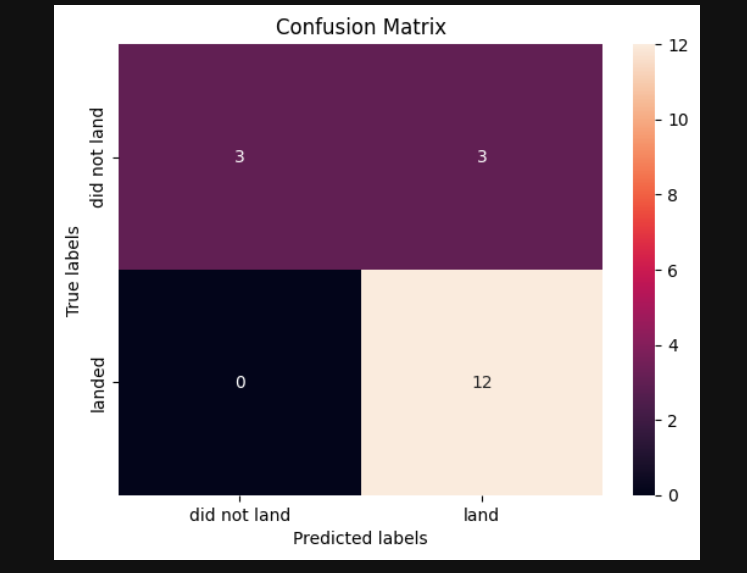 Confusion Matrix
12
did not land
3
3
10
8
True labels
6
4
landed
0
12
2
0
did not land
land
Predicted labels